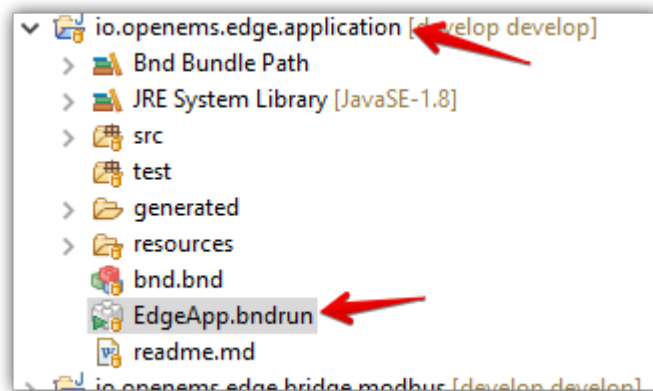 io.openems.edge.application [develop develop]
Bnd Bundle Path
JRE System Library [JavaSE-1.8]
src
test
generated
resources
bnd.bnd
EdgeApp.bndrun
readme.md
io.openems.edge.bridge.modbus [develop develop]